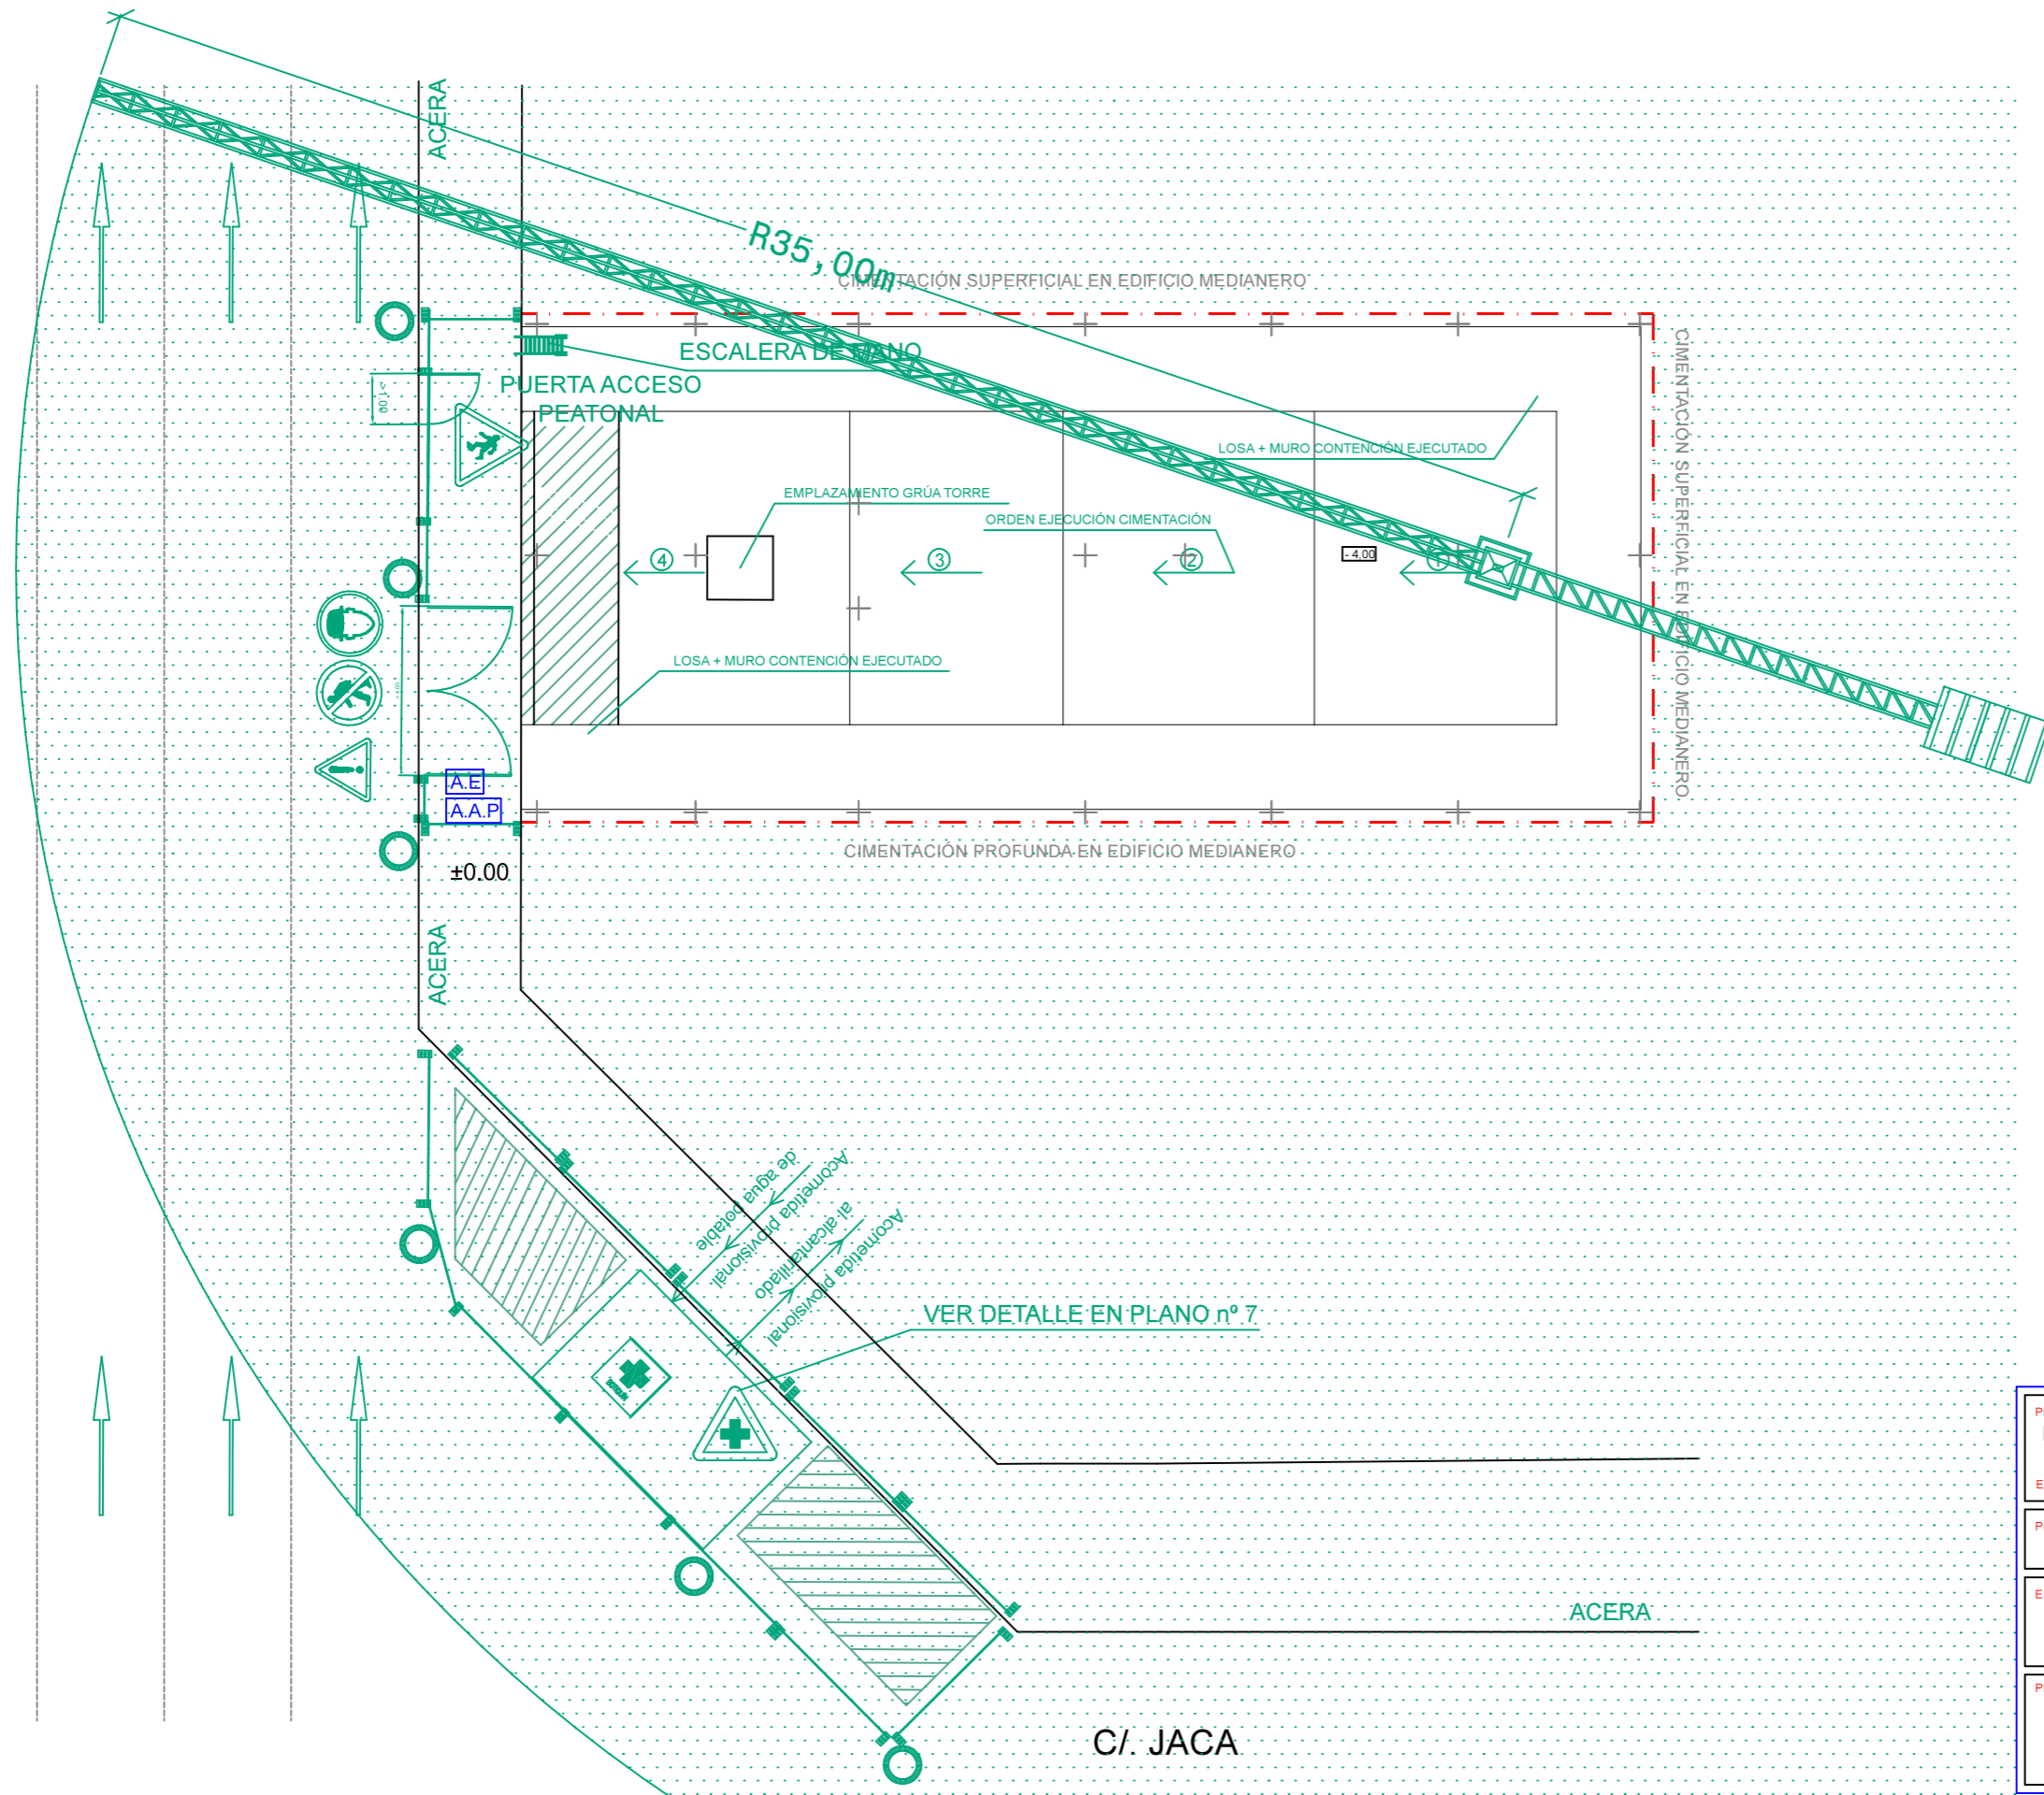 ACERA
R35,00m
CIMENTACIÓN SUPERFICIAL EN EDIFICIO MEDIANERO
CIMENTACIÓN SUPERFICIAL EN EDIFICIO MEDIANERO
ESCALERA DE MANO
PUERTA ACCESO
PEATONAL
>1.00
LOSA + MURO CONTENCIÓN EJECUTADO
EMPLAZAMIENTO GRÚA TORRE
ORDEN EJECUCIÓN CIMENTACIÓN
4
3
2
- 4,00
1
LOSA + MURO CONTENCIÓN EJECUTADO
A.E
A.A.P
CIMENTACIÓN PROFUNDA EN EDIFICIO MEDIANERO
±0.00
ACERA
Acometida provisional
de agua potable
Acometida provisional
al alcantarillado
VER DETALLE EN PLANO nº 7
BOTIQUIN
ACERA
C/. JACA